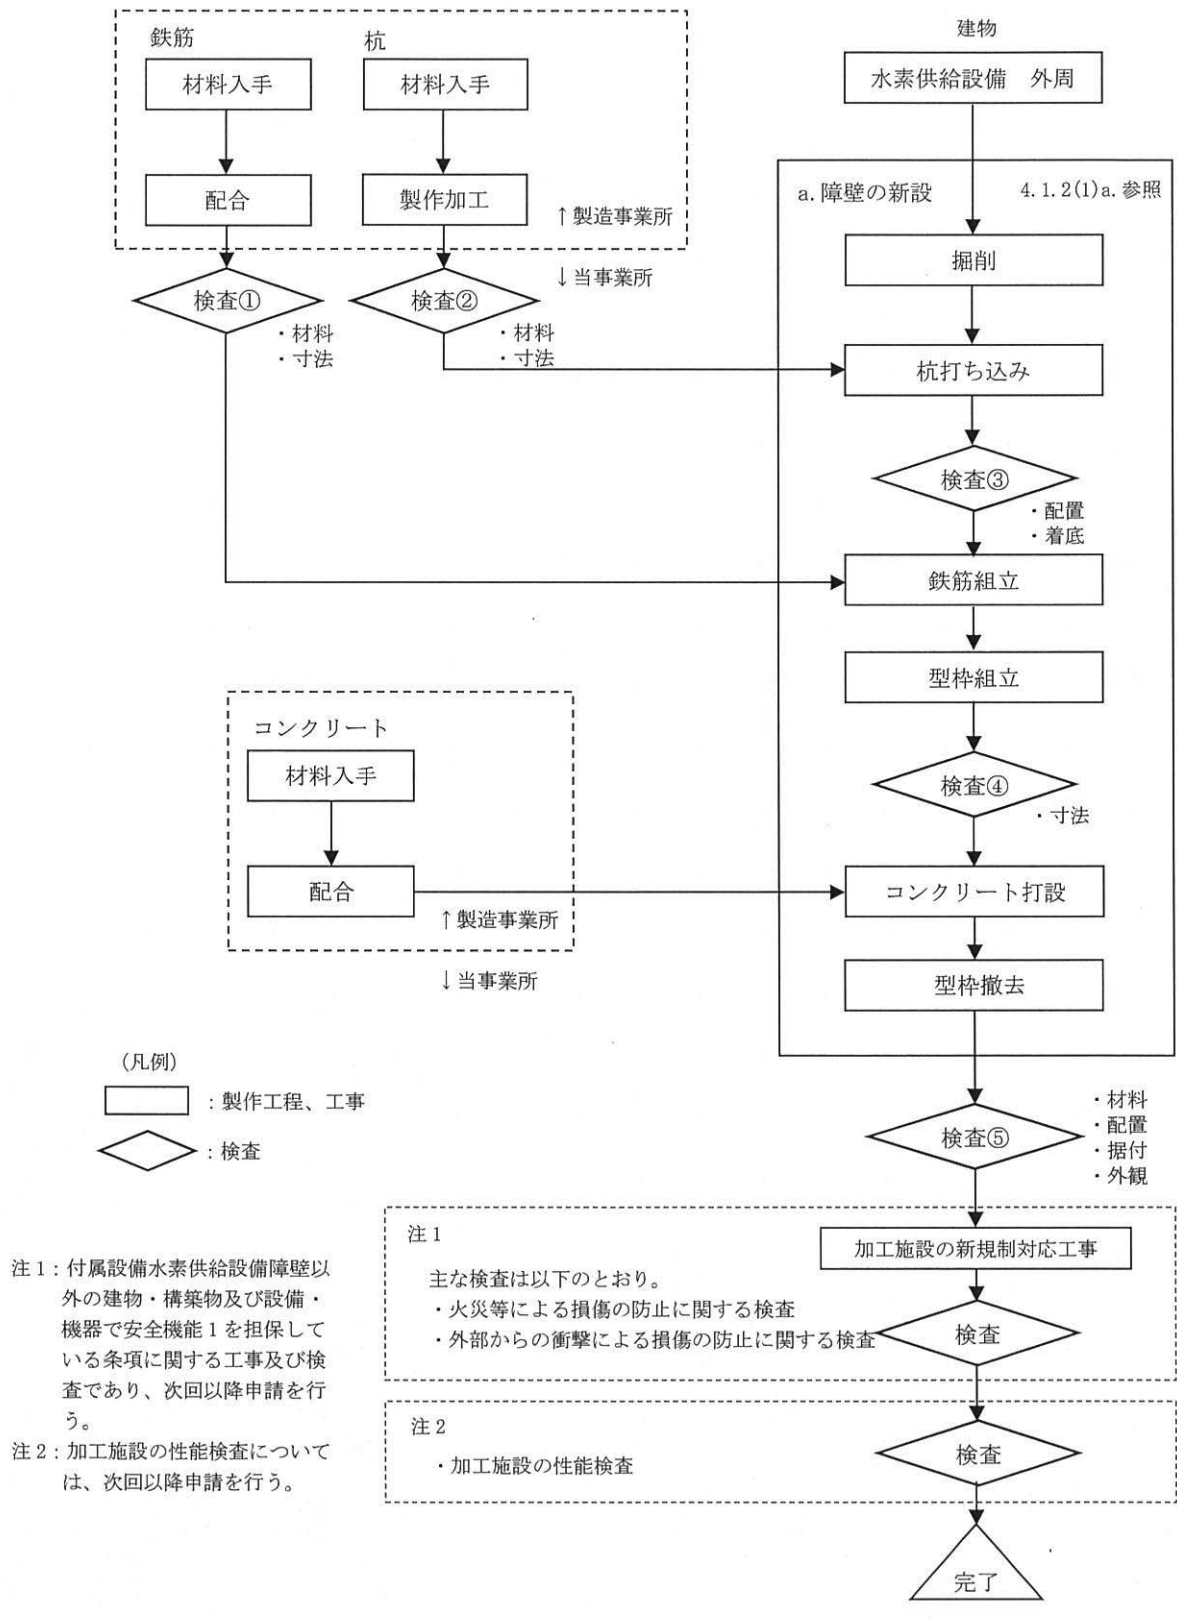 鉄筋
材料入手
配合
検査①
・材料
・寸法
杭
材料入手
製作加工
↑製造事業所
↓当事業所
検査②
・材料
・寸法
建物
水素供給設備 外周
a.障壁の新設 4.1.2(1)a.参照
掘削
杭打ち込み
検査③
・配置
・着底
鉄筋組立
型枠組立
検査④
・寸法
コンクリート
材料入手
配合
↑製造事業所
↓当事業所
コンクリート打設
型枠撤去
検査⑤
・材料
・配置
・据付
・外観
(凡例)
：製作工程、工事
：検査
注1
加工施設の新規制対応工事
主な検査は以下のとおり。
・火災等による損傷の防止に関する検査
・外部からの衝撃による損傷の防止に関する検査
検査
注2
・加工施設の性能検査
検査
完了
注1：付属設備水素供給設備障壁以
外の建物・構築物及び設備・
機器で安全機能1を担保して
いる条項に関する工事及び検
査であり、次回以降申請を行
う。
注2：加工施設の性能検査について
は、次回以降申請を行う。